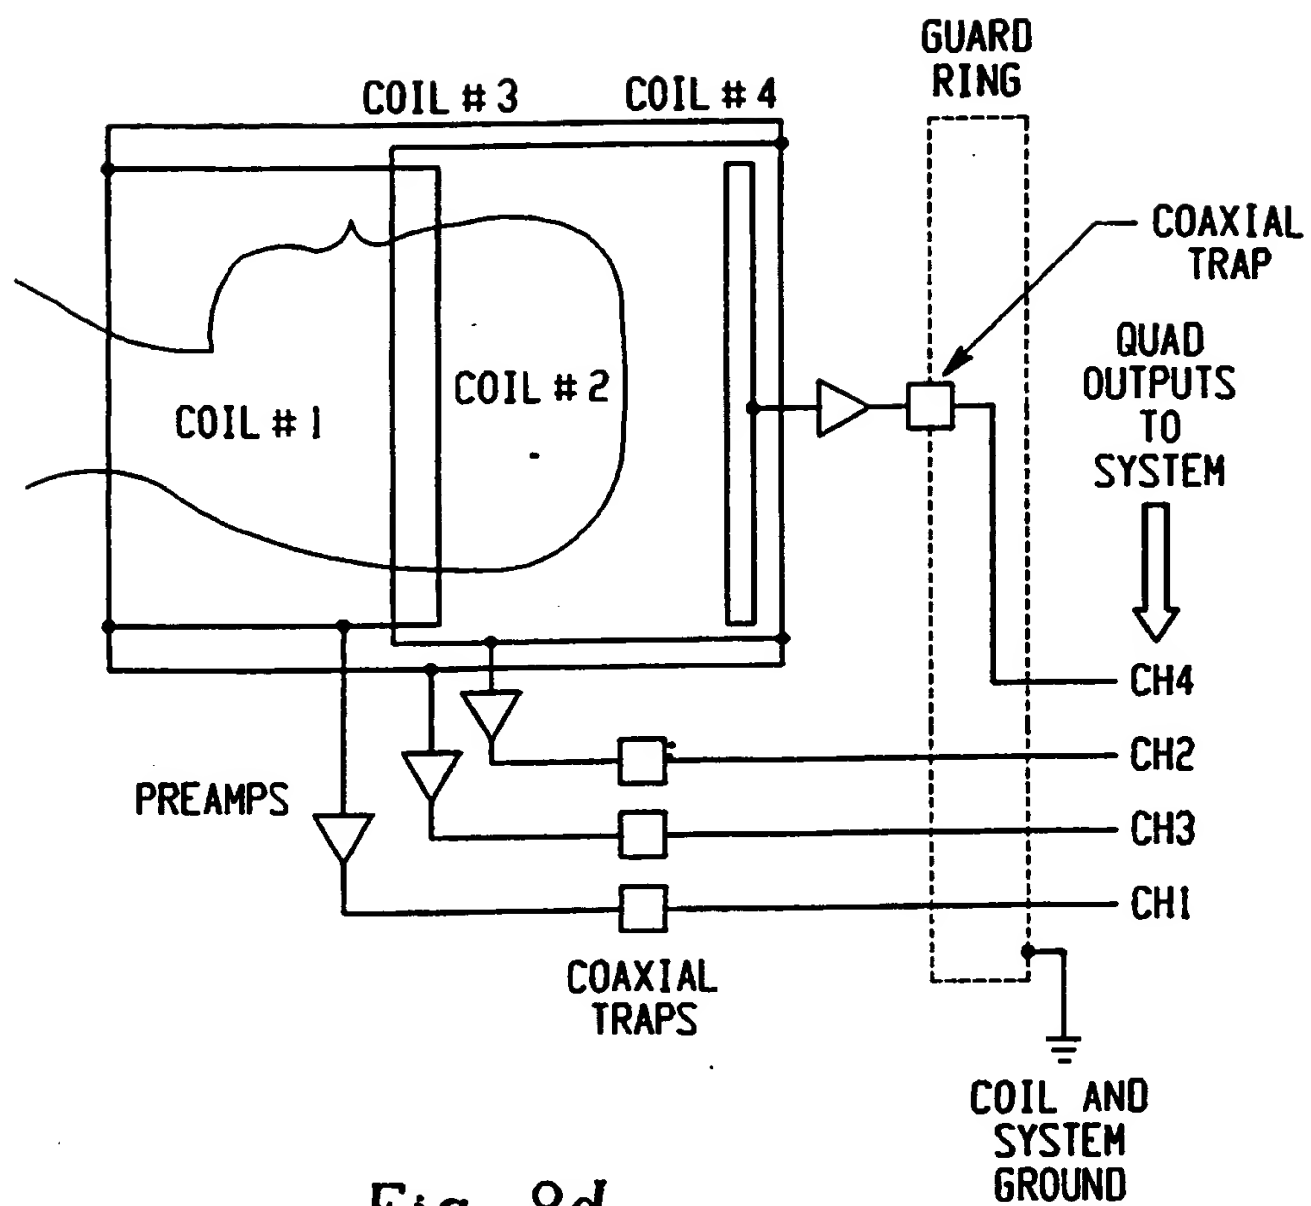 GUARD
RING
COIL # 3
COIL # 4
COAXIAL
TRAP
QUAD
OUTPUTS
TO
SYSTEM
COIL # 1
COIL # 2
CH4
CH2
PREAMPS
CH3
CH1
COAXIAL
TRAPS
COIL AND
SYSTEM
GROUND